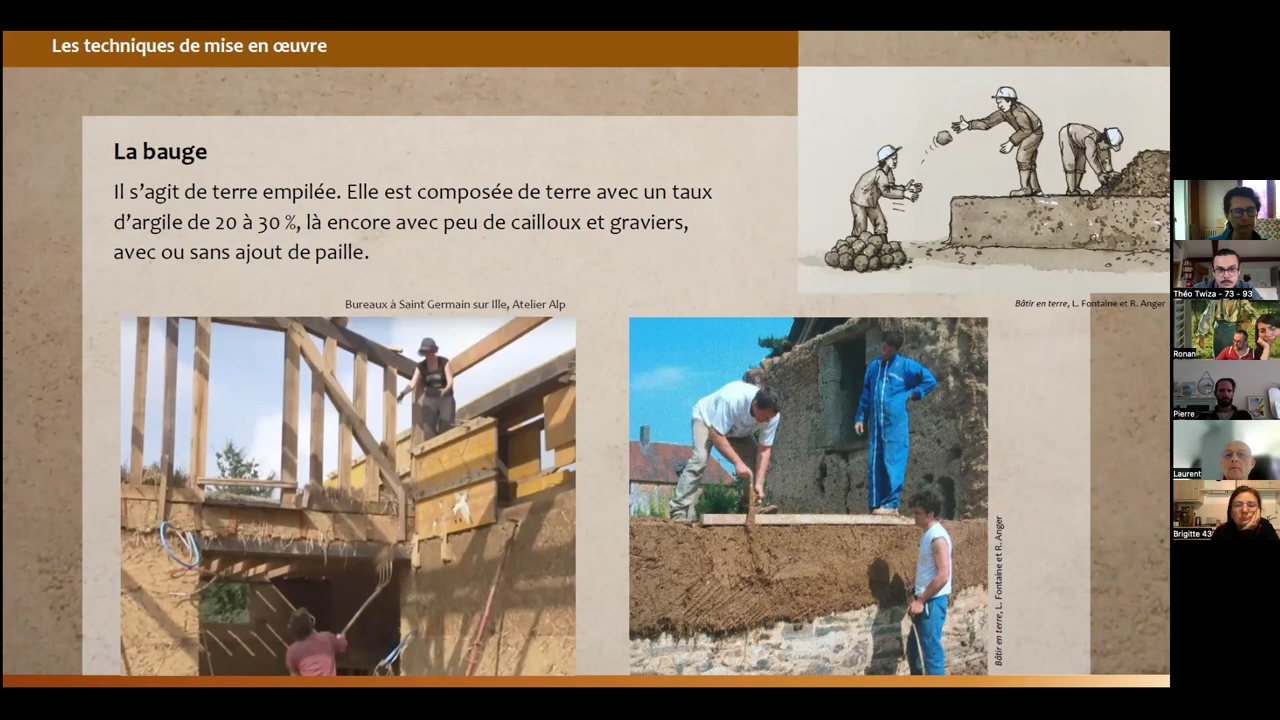 Les techniques de mise en œuvre
La bauge
Il s’agit de terre empilée. Elle est composée de terre avec un taux
d’argile de 20 à 30 %, là encore avec peu de cailloux et graviers,
avec ou sans ajout de paille.
Bureaux à Saint Germain sur Ille, Atelier Alp
Bâtir en terre, L. Fontaine et R. Anger
Bâtir en terre, L. Fontaine et R. Anger
Théo Twiza - 73 - 93
Ronan
Pierre
Laurent
Brigitte 43